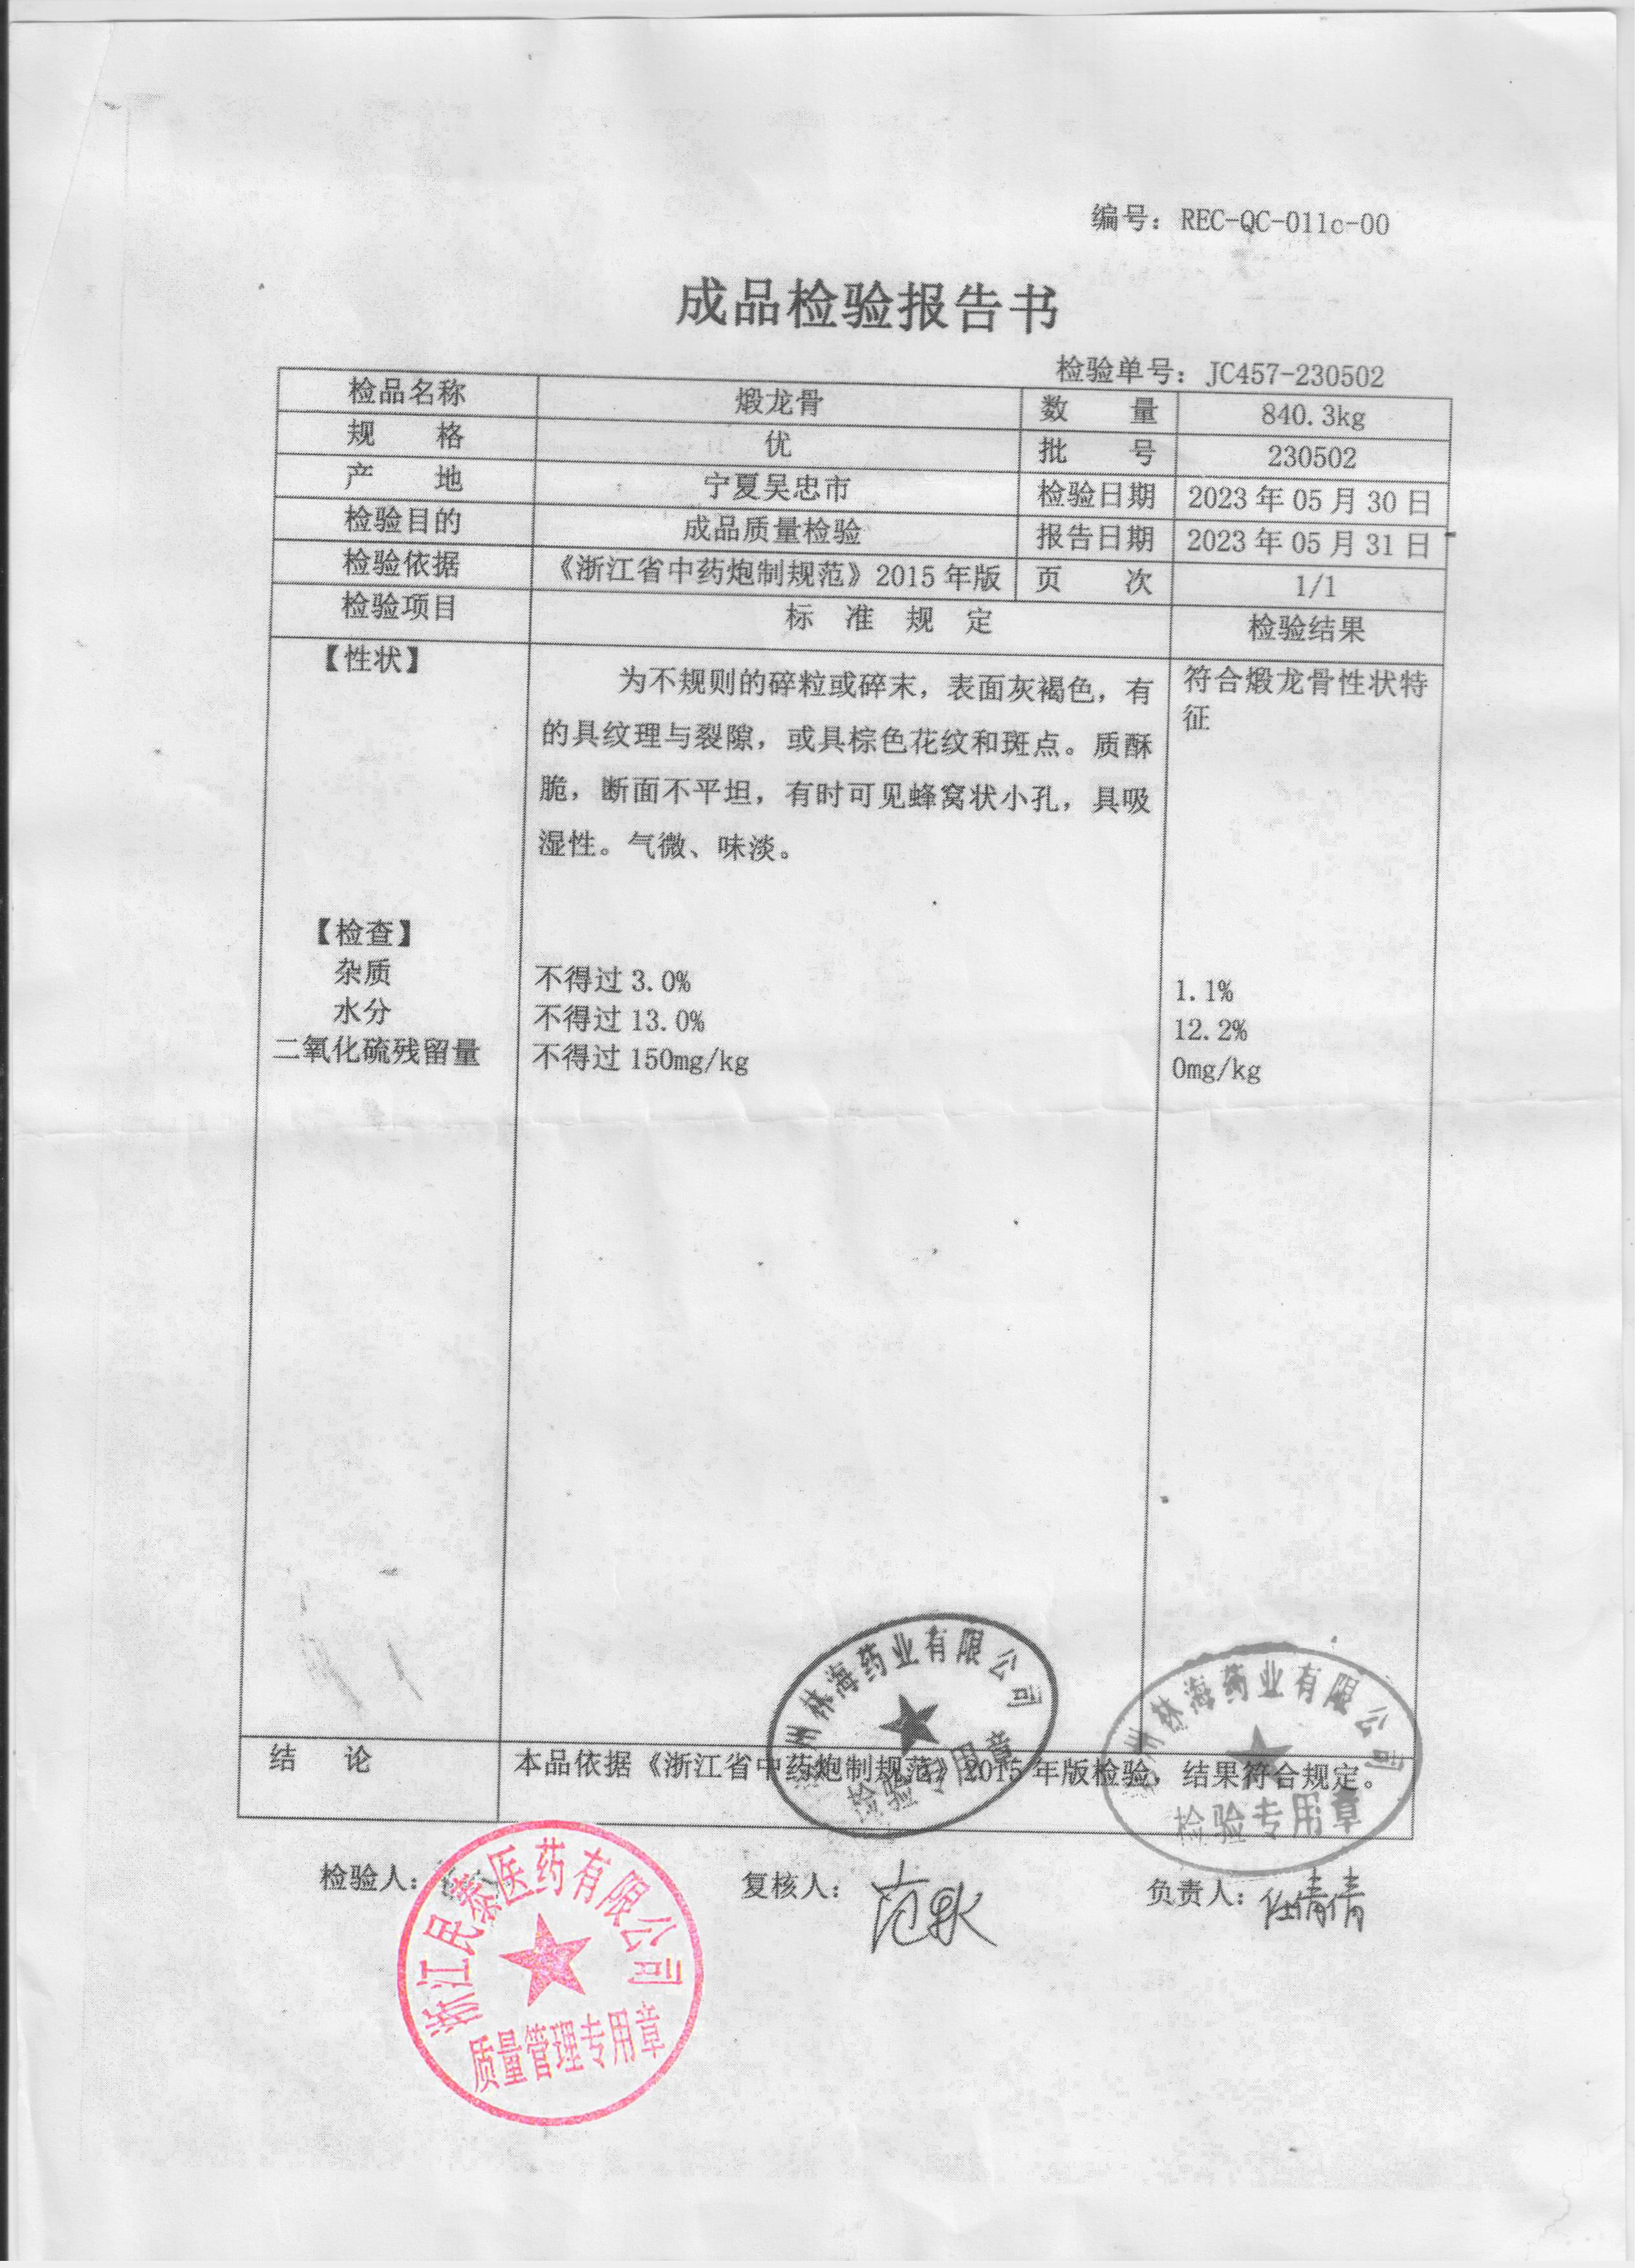 编号：REC-QC-011c-00
成品检验报告书
检验单号：JC457-230502
检品名称 煅龙骨 数 量 840.3kg
规 格 优 批 号 230502
产 地 宁夏吴忠市 检验日期 2023年05月30日
检验目的 成品质量检验 报告日期 2023年05月31日
检验依据 《浙江省中药炮制规范》2015年版 页 次 1/1
检验项目 标 准 规 定 检验结果
【性状】
为不规则的碎粒或碎末，表面灰褐色，有
的具纹理与裂隙，或具棕色花纹和斑点。质酥
脆，断面不平坦，有时可见蜂窝状小孔，具吸
湿性。气微、味淡。
符合煅龙骨性状特
征
【检查】
杂质 不得过3.0% 1.1%
水分 不得过13.0% 12.2%
二氧化硫残留量 不得过150mg/kg 0mg/kg
州林海药业有限公司
检验专用章
州林海药业有限公司
检验专用章
结 论 本品依据《浙江省中药炮制规范》2015年版检验，结果符合规定。
检验人： 复核人： 负责人：任倩倩
浙江民泰医药有限公司
质量管理专用章